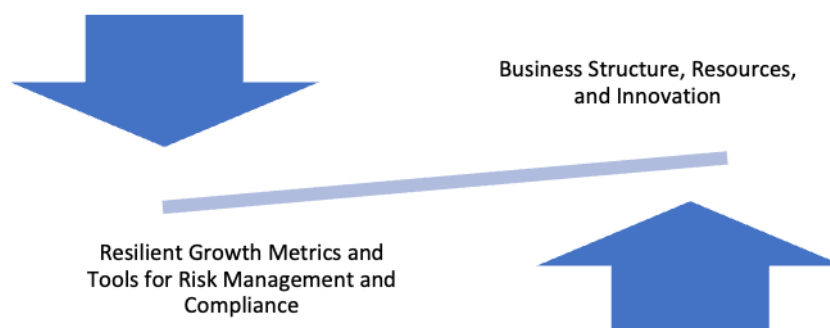 Business Structure, Resources,
and Innovation
Resilient Growth Metrics and
Tools for Risk Management and
Compliance